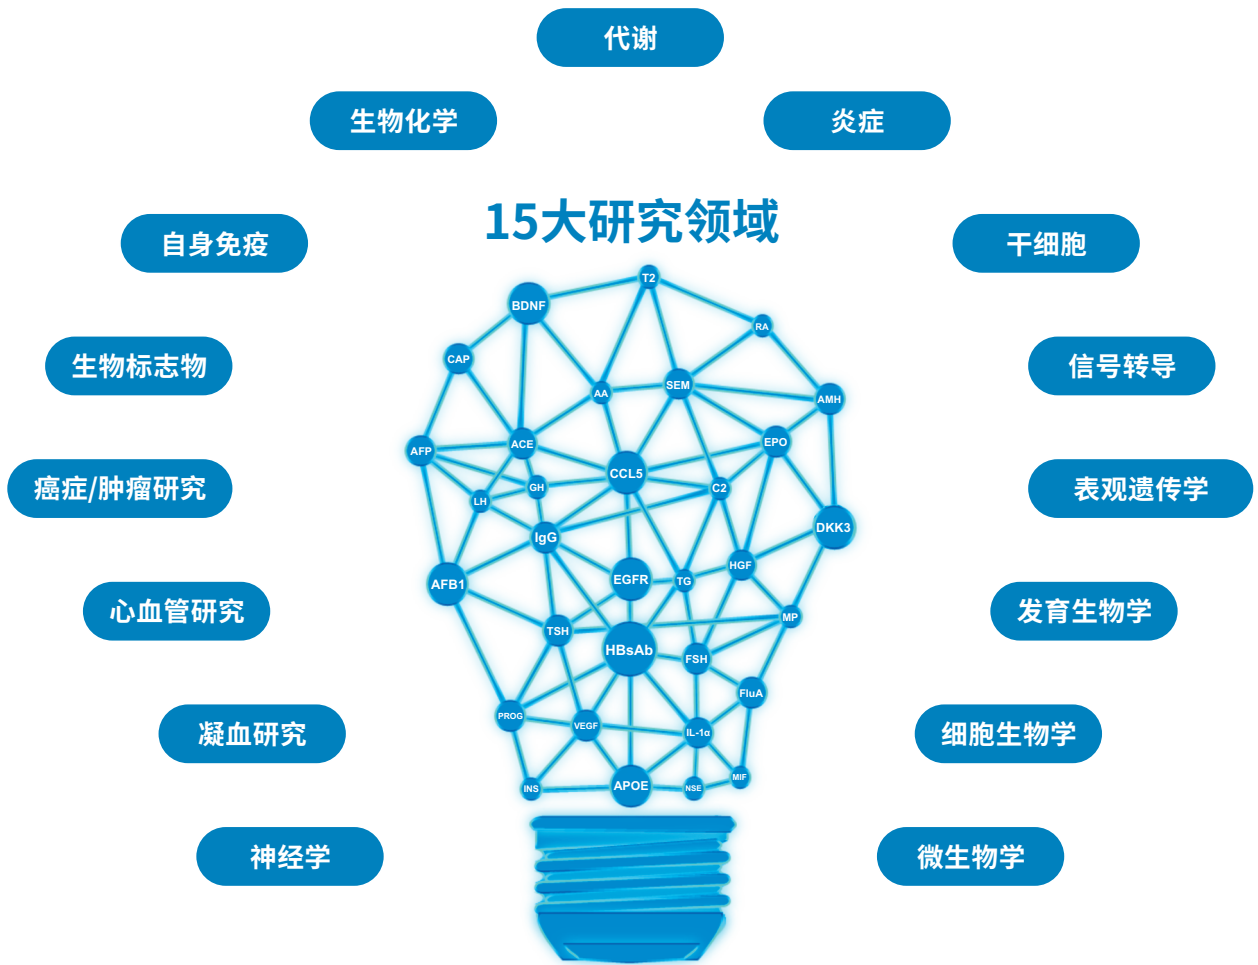 代谢
生物化学
炎症
15大研究领域
自身免疫
干细胞
T2
BDNF
RA
生物标志物
CAP
信号转导
AA
SEM
AMH
AFP
ACE
EPO
CCL5
癌症/肿瘤研究
LH
GH
C2
表观遗传学
IgG
DKK3
AFB1
EGFR
TG
HGF
心血管研究
TSH
MP
发育生物学
HBsAb
FSH
FluA
凝血研究
PROG
VEGF
IL-1α
细胞生物学
INS
APOE
NSE
MIF
神经学
微生物学